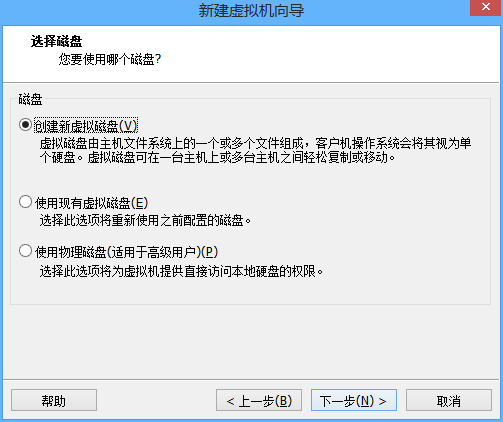 新建虚拟机向导
选择磁盘
您要使用哪个磁盘?
磁盘
创建新虚拟磁盘(V)
虚拟磁盘由主机文件系统上的一个或多个文件组成，客户机操作系统会将其视为单
个硬盘。虚拟磁盘可在一台主机上或多台主机之间轻松复制或移动。
使用现有虚拟磁盘(E)
选择此选项将重新使用之前配置的磁盘。
使用物理磁盘(适用于高级用户)(P)
选择此选项将为虚拟机提供直接访问本地硬盘的权限。
帮助
< 上一步(B)
下一步(N) >
取消